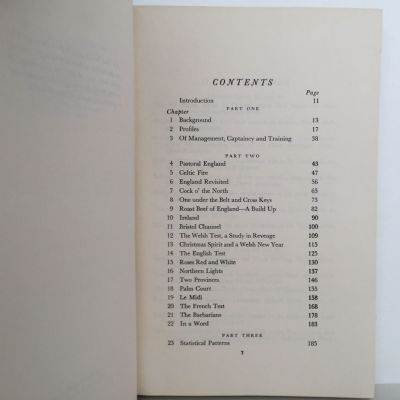 CONTENTS
Page
Introduction 11
PART ONE
Chapter
1 Background 13
2 Profiles 17
3 Of Management, Captaincy and Training 38
PART TWO
4 Pastoral England 43
5 Celtic Fire 47
6 England Revisited 56
7 Cock o' the North 65
8 One under the Belt and Cross Keys 73
9 Roast Beef of England—A Build Up 82
10 Ireland 90
11 Bristol Channel 100
12 The Welsh Test, a Study in Revenge 109
13 Christmas Spirit and a Welsh New Year 115
14 The English Test 125
15 Roses Red and White 130
16 Northern Lights 137
17 Two Provinces 146
18 Pales Court 155
19 Le Midi 158
20 The French Test 168
21 The Barbarians 178
22 In a Word 183
PART THREE
23 Statistical Patterns 185
7